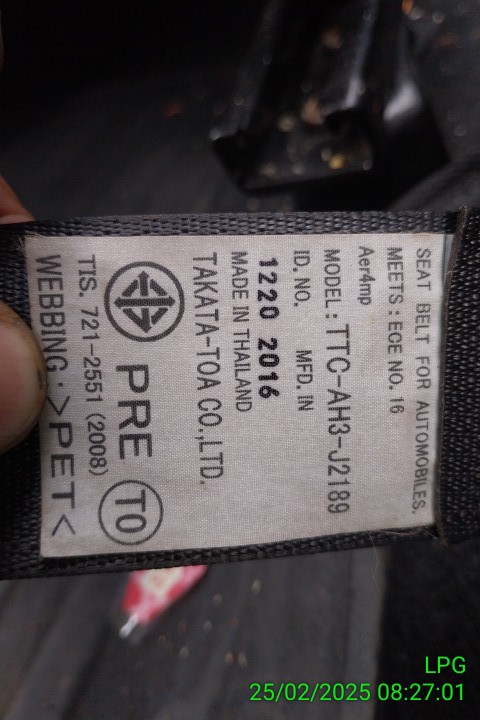 SEAT BELT FOR AUTOMOBILES.
MEETS : ECE NO. 16
Aer4mp
MODEL : TTC-AH3-J2189
ID. NO. MFD. IN
1220 2016
MADE IN THAILAND
TAKATA-TOA CO.,LTD.
PRE TO
TIS. 721-2551 (2008)
WEBBING : >PET<
LPG
25/02/2025 08:27:01